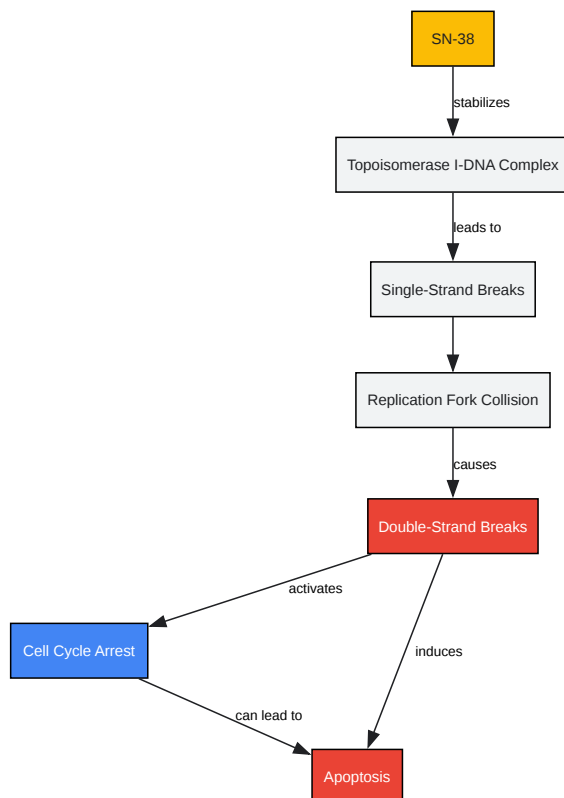 SN-38
stabilizes
Topoisomerase I-DNA Complex
leads to
Single-Strand Breaks
Replication Fork Collision
causes
Double-Strand Breaks
activates
Cell Cycle Arrest
induces
can lead to
Apoptosis